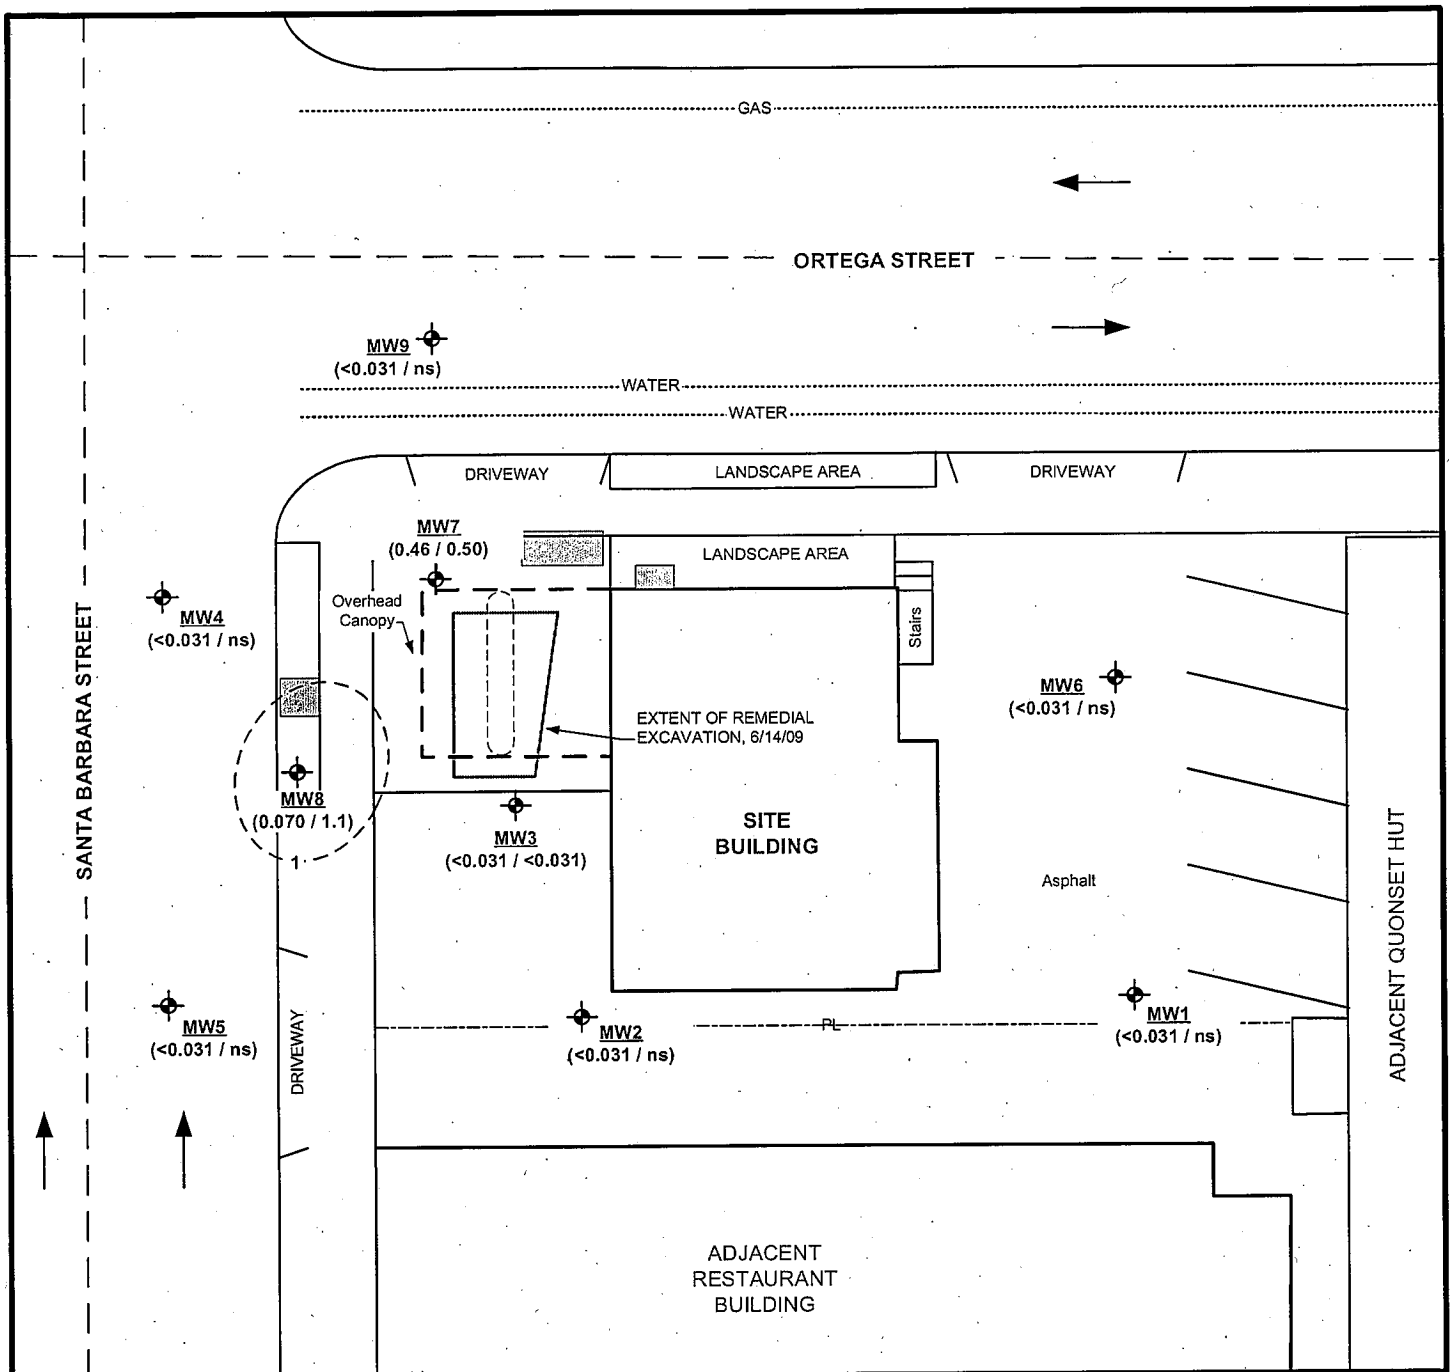 GAS
ORTEGA STREET
MW9
(<0.031 / ns)
WATER
WATER
DRIVEWAY
LANDSCAPE AREA
DRIVEWAY
MW7
(0.46 / 0.50)
LANDSCAPE AREA
Overhead
Canopy
Stairs
MW4
(<0.031 / ns)
SANTA BARBARA STREET
MW6
(<0.031 / ns)
EXTENT OF REMEDIAL
EXCAVATION, 6/14/09
MW8
(0.070 / 1.1)
1
MW3
(<0.031 / <0.031)
SITE
BUILDING
Asphalt
ADJACENT QUONSET HUT
MW5
(<0.031 / ns)
DRIVEWAY
MW2
(<0.031 / ns)
PL
MW1
(<0.031 / ns)
ADJACENT
RESTAURANT
BUILDING